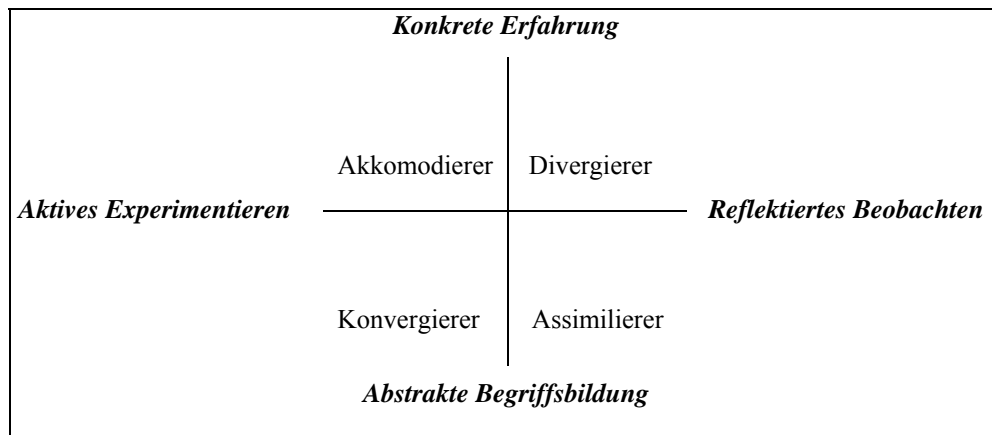 Konkrete Erfahrung
Akkomodierer Divergierer
Aktives Experimentieren Reflektiertes Beobachten
Konvergierer Assimilierer
Abstrakte Begriffsbildung